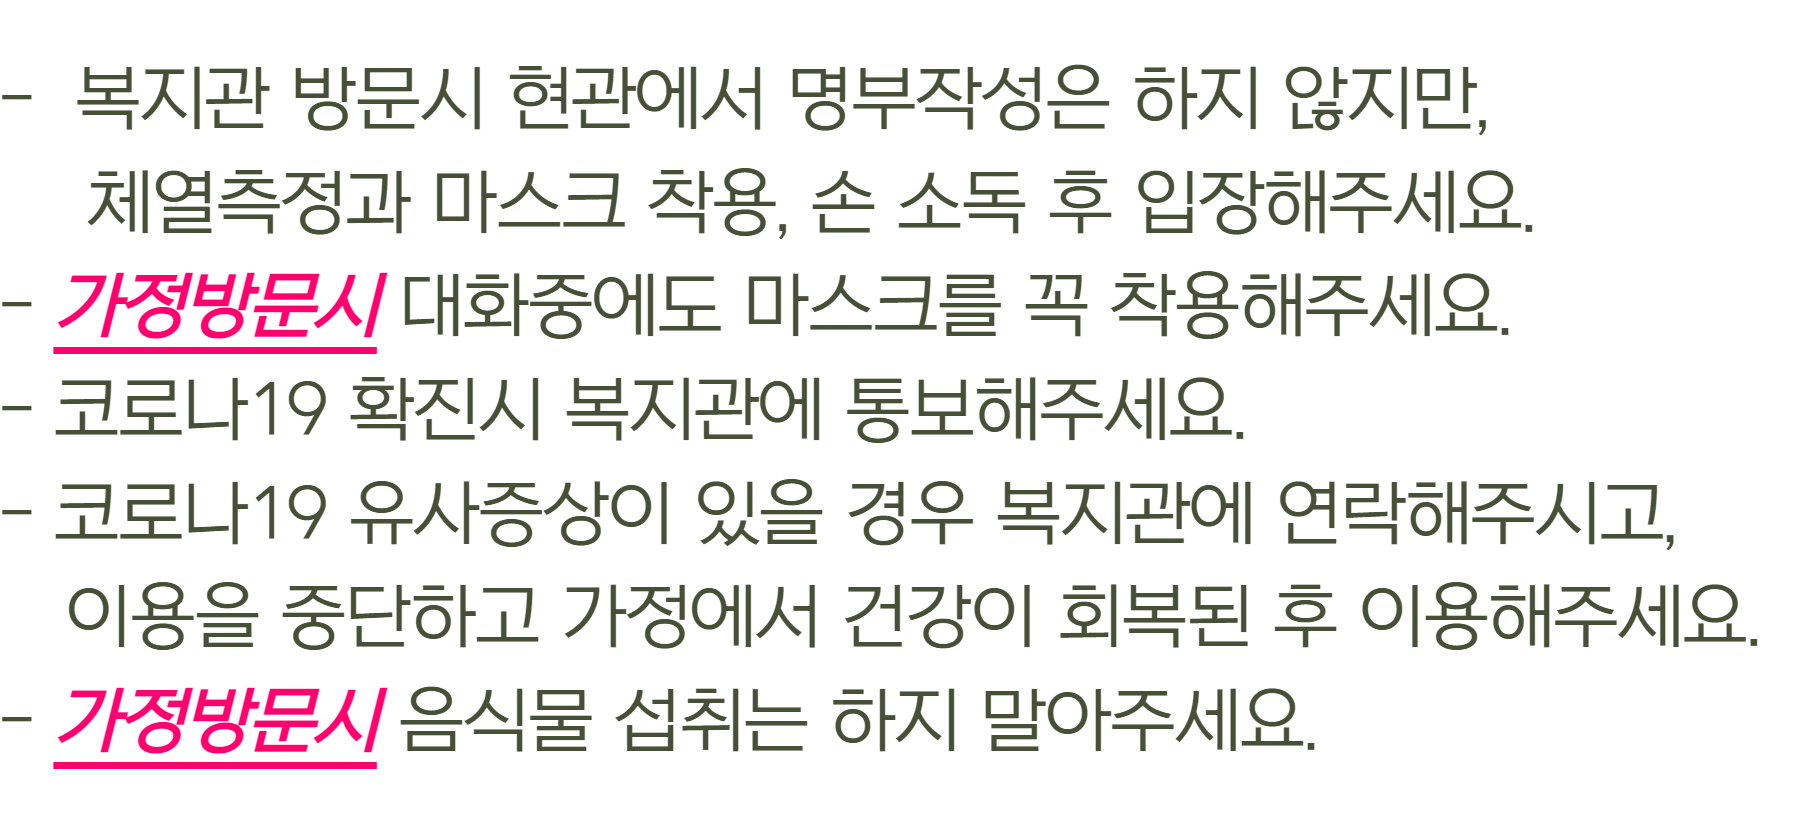 - 복지관 방문시 현관에서 명부작성은 하지 않지만,
체열측정과 마스크 착용, 손 소독 후 입장해주세요.
- 가정방문시 대화중에도 마스크를 꼭 착용해주세요.
- 코로나19 확진시 복지관에 통보해주세요.
- 코로나19 유사증상이 있을 경우 복지관에 연락해주시고,
이용을 중단하고 가정에서 건강이 회복된 후 이용해주세요.
- 가정방문시 음식물 섭취는 하지 말아주세요.